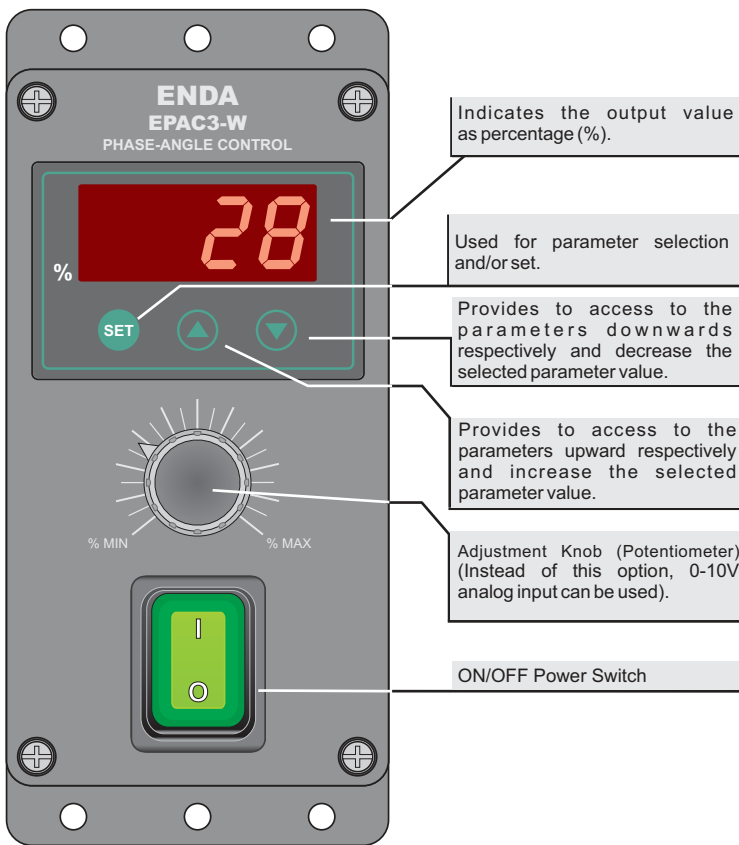 ENDA
EPAC3-W
PHASE-ANGLE CONTROL
28
%
SET
% MIN
% MAX
I
O
Indicates the output value
as percentage (%).
Used for parameter selection
and/or set.
Provides to access to the
parameters downwards
respectively and decrease the
selected parameter value.
Provides to access to the
parameters upward respectively
and increase the selected
parameter value.
Adjustment Knob (Potentiometer)
(Instead of this option, 0-10V
analog input can be used).
ON/OFF Power Switch